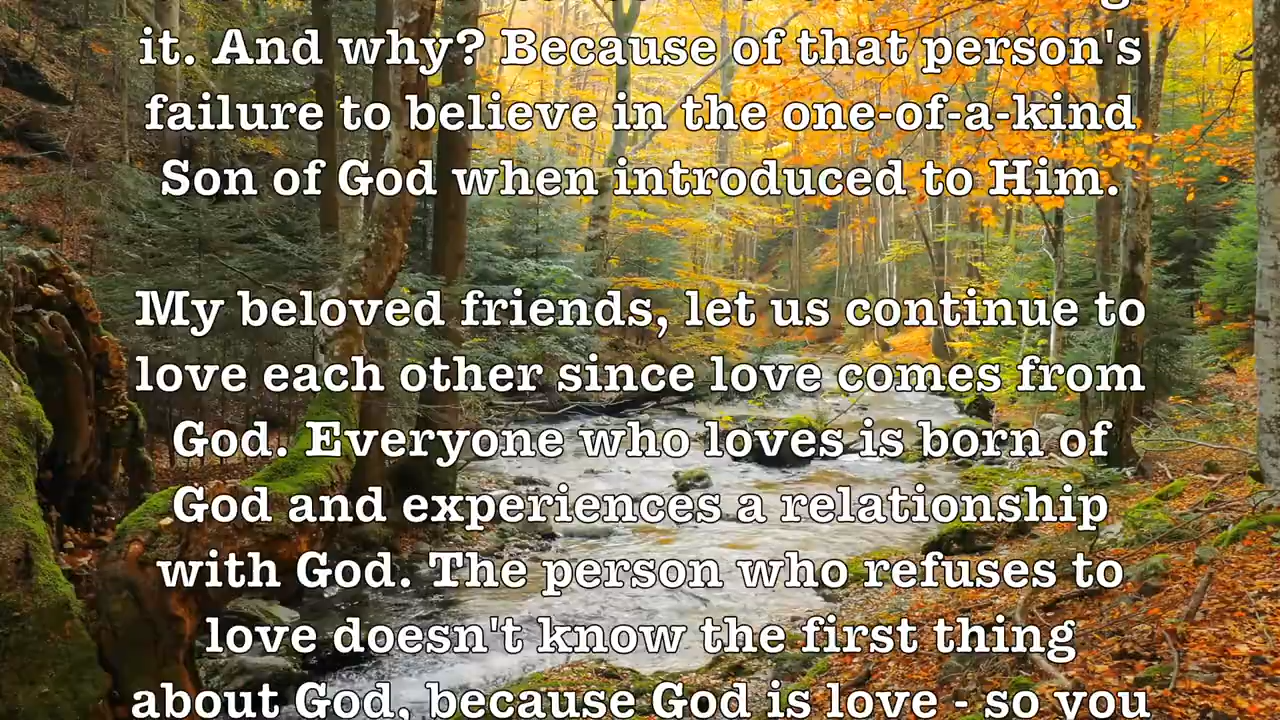 it. And why? Because of that person's
failure to believe in the one-of-a-kind
Son of God when introduced to Him.
My beloved friends, let us continue to
love each other since love comes from
God. Everyone who loves is born of
God and experiences a relationship
with God. The person who refuses to
love doesn't know the first thing
about God, because God is love - so you